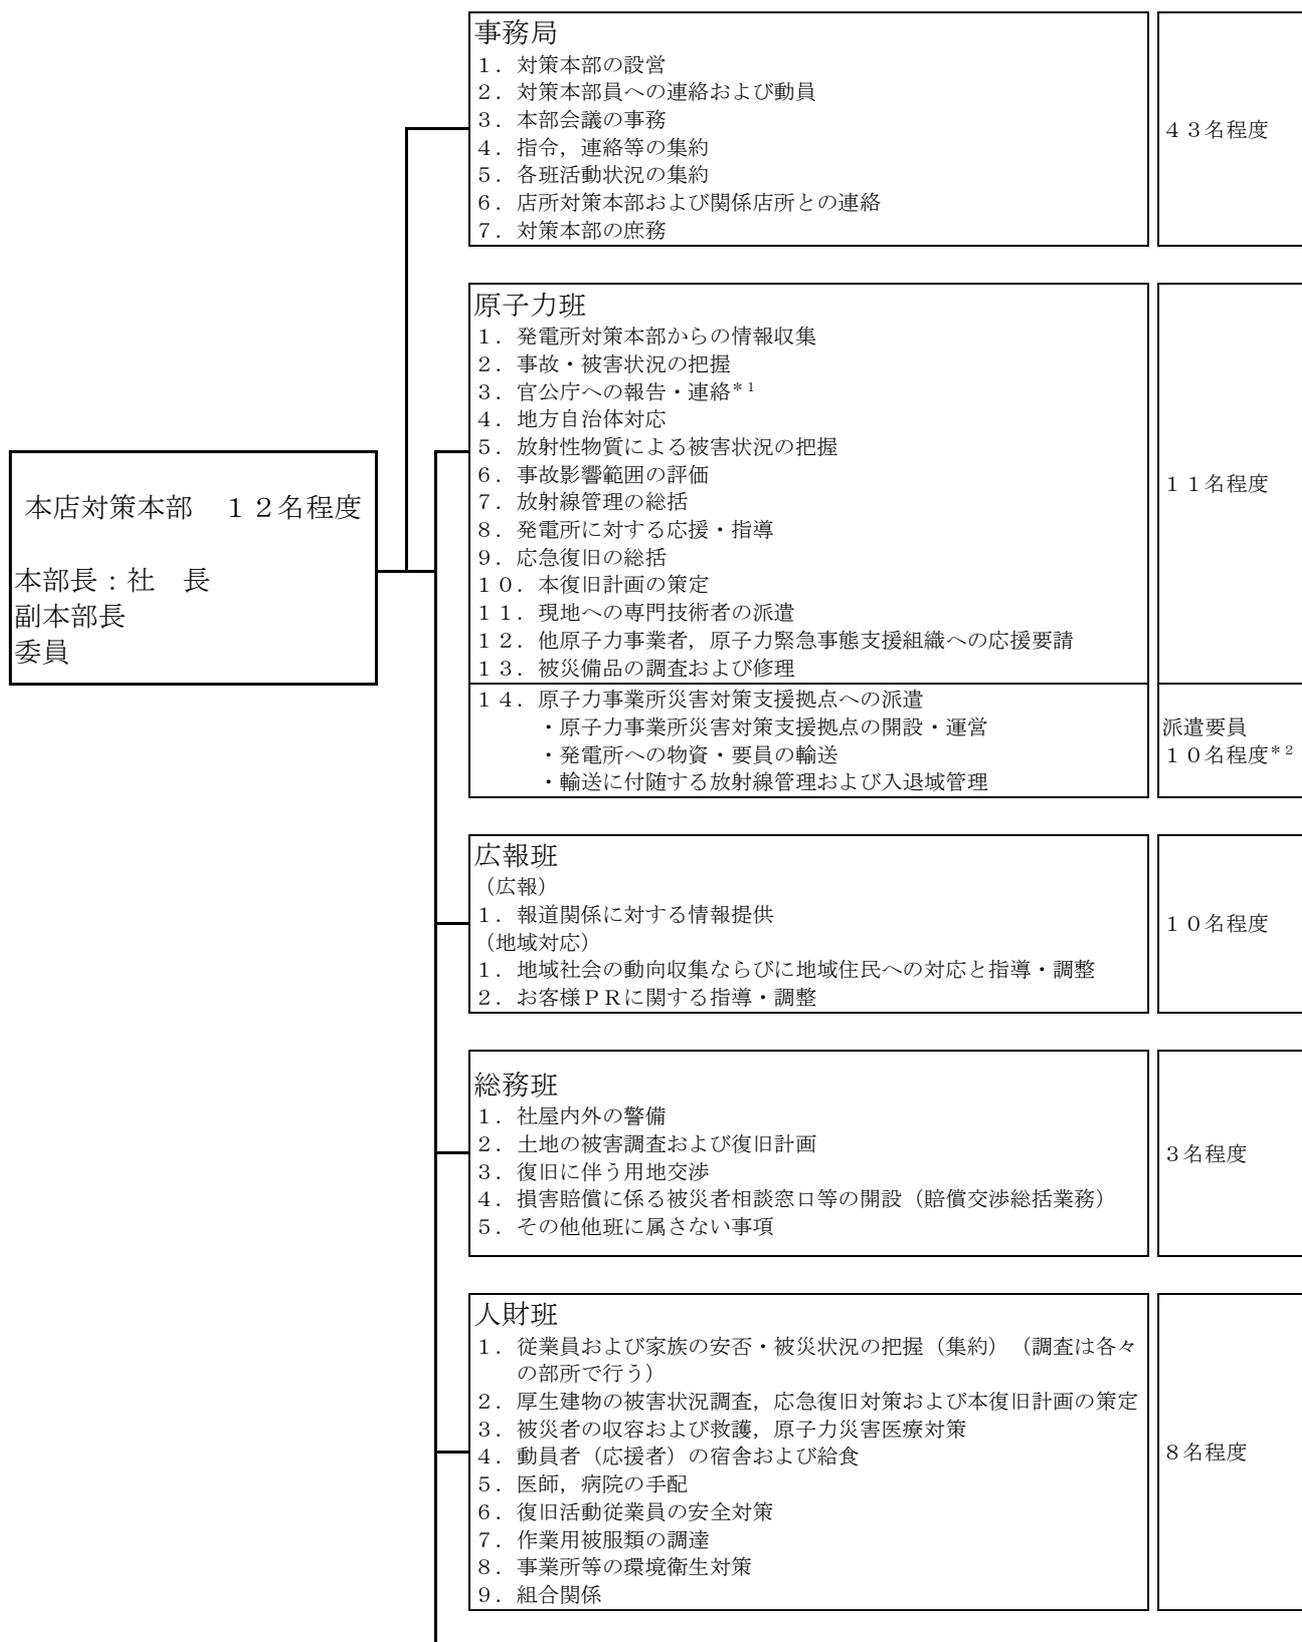 事務局
１．対策本部の設営
２．対策本部員への連絡および動員
３．本部会議の事務
４．指令，連絡等の集約
５．各班活動状況の集約
６．店所対策本部および関係店所との連絡
７．対策本部の庶務
４３名程度
原子力班
１．発電所対策本部からの情報収集
２．事故・被害状況の把握
３．官公庁への報告・連絡＊１
４．地方自治体対応
５．放射性物質による被害状況の把握
６．事故影響範囲の評価
７．放射線管理の総括
８．発電所に対する応援・指導
９．応急復旧の総括
１０．本復旧計画の策定
１１．現地への専門技術者の派遣
１２．他原子力事業者，原子力緊急事態支援組織への応援要請
１３．被災備品の調査および修理
１１名程度
１４．原子力事業所災害対策支援拠点への派遣
・原子力事業所災害対策支援拠点の開設・運営
・発電所への物資・要員の輸送
・輸送に付随する放射線管理および入退域管理
派遣要員
１０名程度＊２
本店対策本部　１２名程度
本部長：社　長
副本部長
委員
広報班
（広報）
１．報道関係に対する情報提供
（地域対応）
１．地域社会の動向収集ならびに地域住民への対応と指導・調整
２．お客様ＰＲに関する指導・調整
１０名程度
総務班
１．社屋内外の警備
２．土地の被害調査および復旧計画
３．復旧に伴う用地交渉
４．損害賠償に係る被災者相談窓口等の開設（賠償交渉総括業務）
５．その他他班に属さない事項
３名程度
人財班
１．従業員および家族の安否・被災状況の把握（集約）（調査は各々
の部所で行う）
２．厚生建物の被害状況調査，応急復旧対策および本復旧計画の策定
３．被災者の収容および救護，原子力災害医療対策
４．動員者（応援者）の宿舎および給食
５．医師，病院の手配
６．復旧活動従業員の安全対策
７．作業用被服類の調達
８．事業所等の環境衛生対策
９．組合関係
８名程度